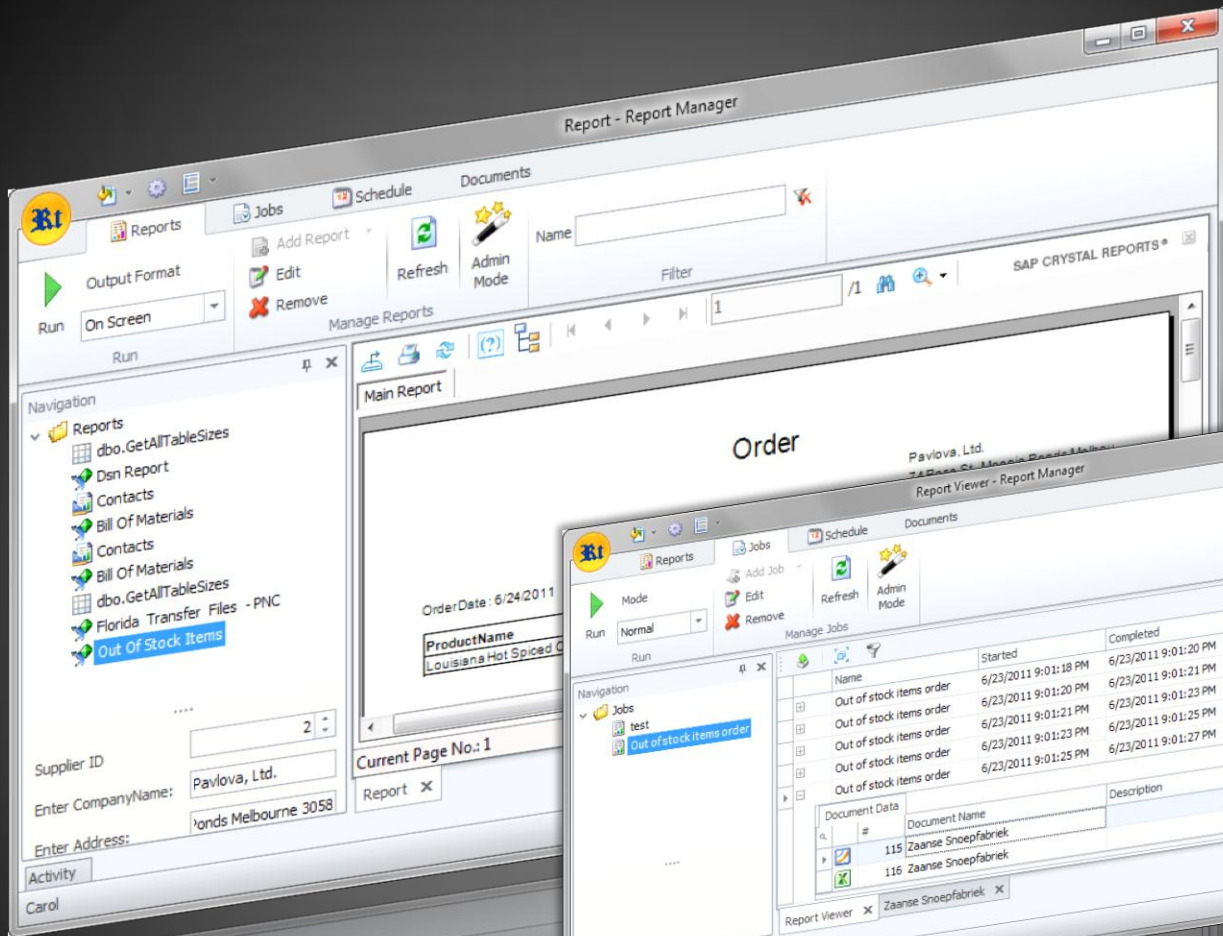 Report - Report Manager
Rt
Reports
Jobs
Schedule
Documents
Run
Output Format
On Screen
Run
Add Report
Edit
Remove
Manage Reports
Refresh
Admin
Mode
Name
Filter
SAP CRYSTAL REPORTS®
1
/1
Navigation
Reports
dbo.GetAllTableSizes
Dsn Report
Contacts
Bill Of Materials
Contacts
Bill Of Materials
dbo.GetAllTableSizes
Florida Transfer Files - PNC
Out Of Stock Items
Supplier ID
2
Enter CompanyName:
Pavlova, Ltd.
Enter Address:
onds Melbourne 3058
Activity
Carol
Main Report
Order
Pavlova, Ltd.
OrderDate: 6/24/2011
ProductName
Louisiana Hot Spiced
Current Page No.: 1
Report
Report Viewer - Report Manager
Rt
Reports
Jobs
Schedule
Documents
Run
Mode
Normal
Run
Add Job
Edit
Remove
Manage Jobs
Refresh
Admin
Mode
Navigation
Jobs
test
Out of stock items order
Name Started Completed
Out of stock items order 6/23/2011 9:01:18 PM 6/23/2011 9:01:20 PM
Out of stock items order 6/23/2011 9:01:20 PM 6/23/2011 9:01:21 PM
Out of stock items order 6/23/2011 9:01:21 PM 6/23/2011 9:01:23 PM
Out of stock items order 6/23/2011 9:01:23 PM 6/23/2011 9:01:25 PM
Out of stock items order 6/23/2011 9:01:25 PM 6/23/2011 9:01:27 PM
Document Data
# Document Name Description
115 Zaanse Snoepfabriek
116 Zaanse Snoepfabriek
Report Viewer
Zaanse Snoepfabriek